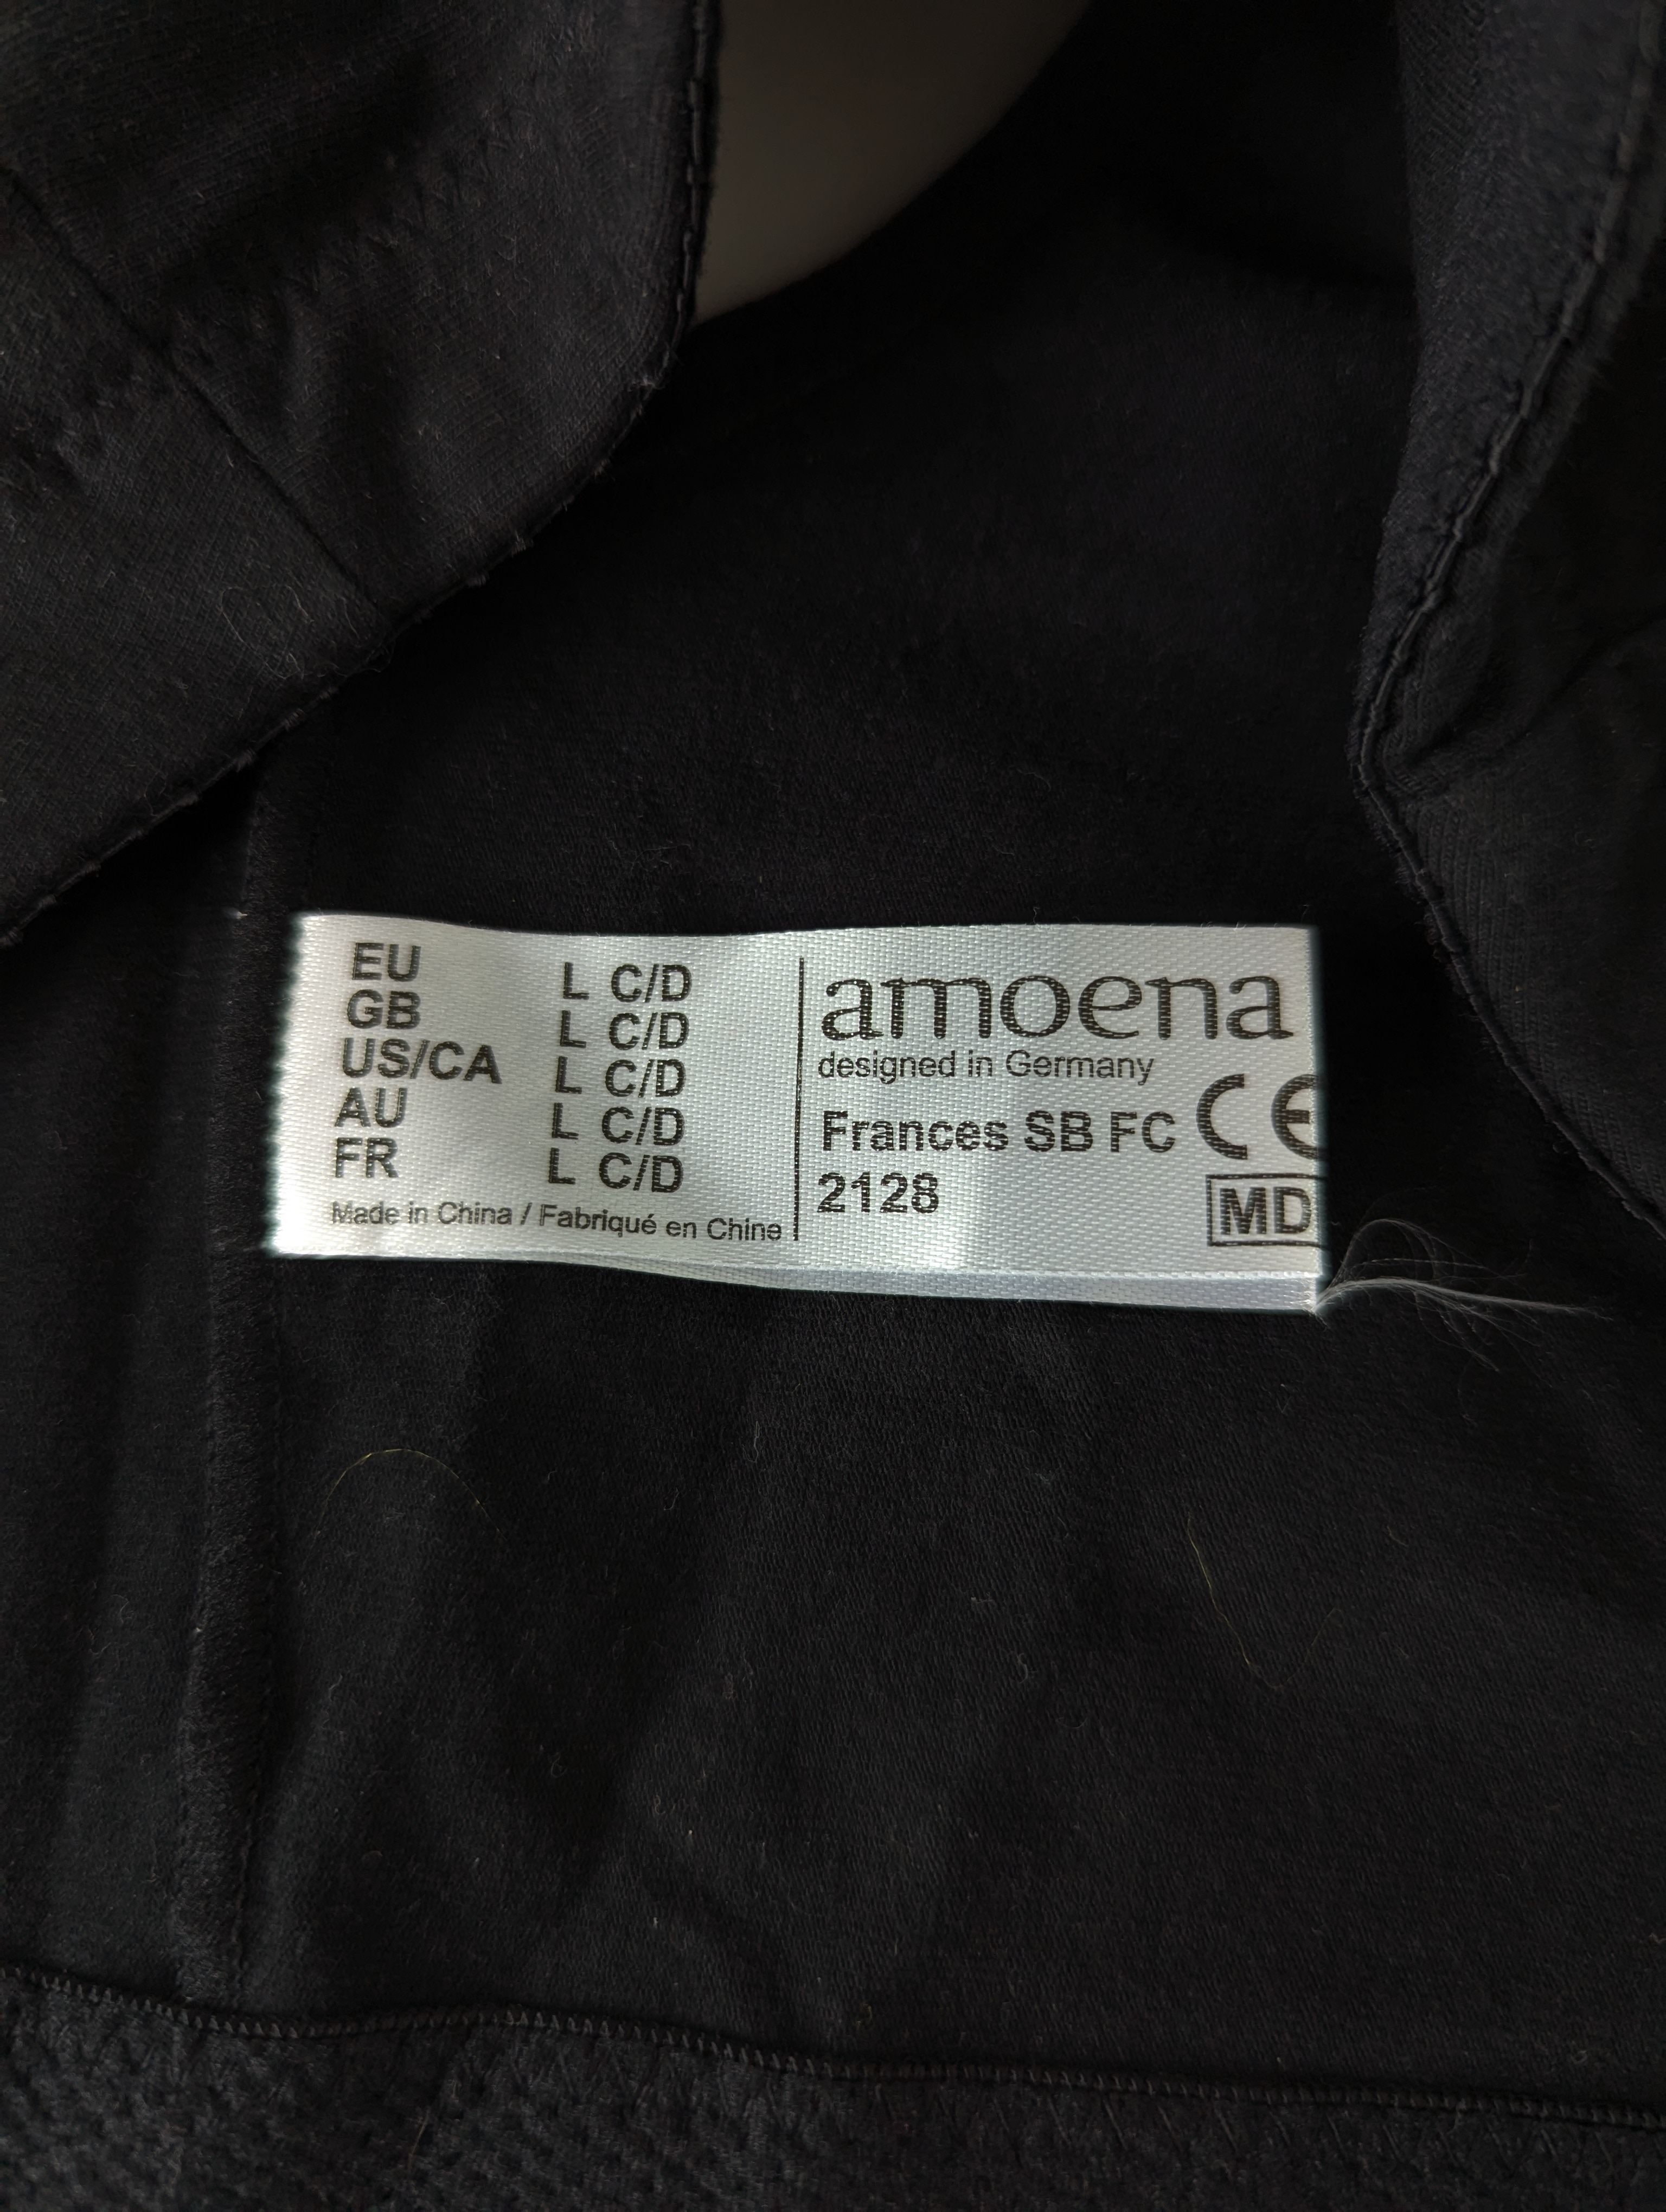 EU L C/D
GB L C/D
US/CA L C/D
AU L C/D
FR L C/D
Made in China / Fabriqué en Chine
amoena
designed in Germany
Frances SB FC CE
2128 MD